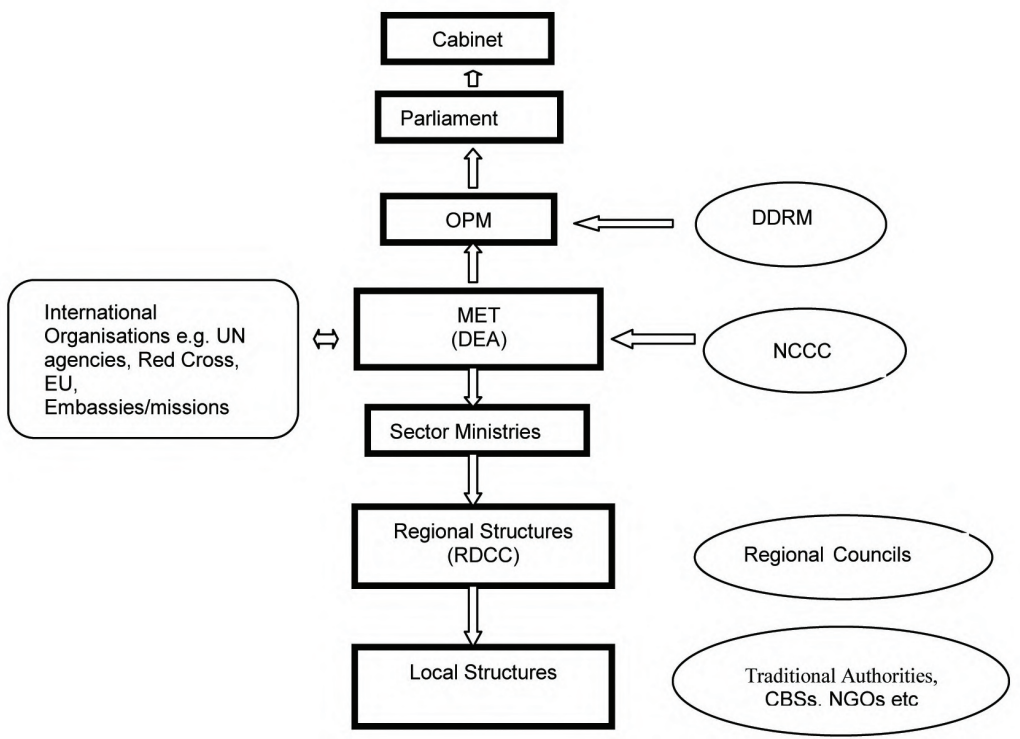 Cabinet
Parliament
OPM
DDRM
International
Organisations e.g. UN
agencies, Red Cross,
EU,
Embassies/missions
MET
(DEA)
NCCC
Sector Ministries
Regional Structures
(RDCC)
Regional Councils
Local Structures
Traditional Authorities,
CBSs. NGOs etc